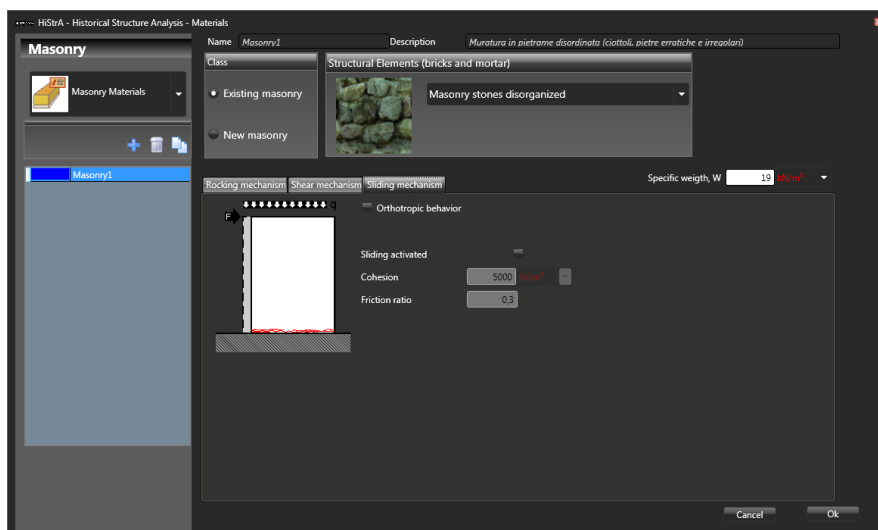 HiStrA - Historical Structure Analysis - Materials
Masonry
Name Masonry1 Description Muratura in pietrame disordinata (ciottoli, pietre erratiche e irregolari)
Class
Structural Elements (bricks and mortar)
Masonry Materials
Existing masonry
Masonry stones disorganized
New masonry
Masonry1
Rocking mechanism Shear mechanism Sliding mechanism
Specific weigth, W 19 kN/m³
q
F
Orthotropic behavior
Sliding activated
Cohesion 5000
Friction ratio 0,3
Cancel Ok